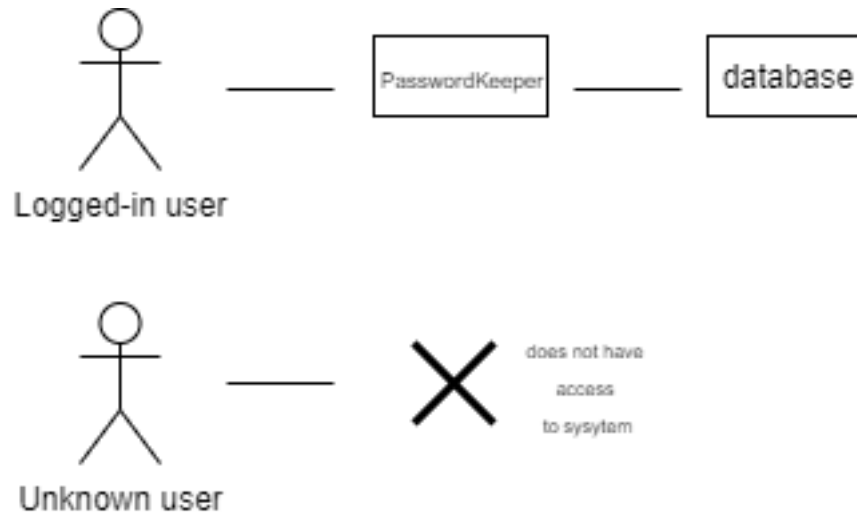 PasswordKeeper
database
Logged-in user
does not have
access
to sysytem
Unknown user